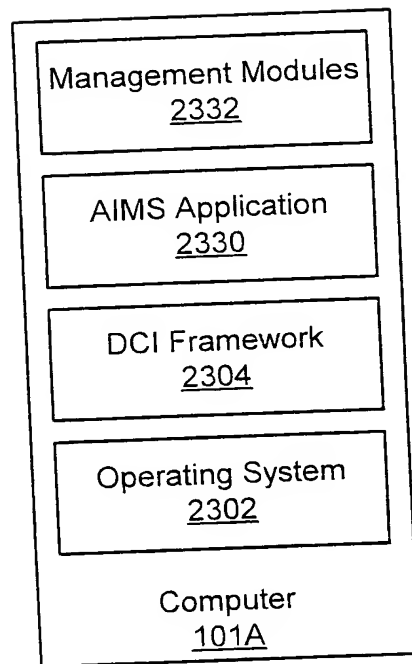 Management Modules
2332
AIMS Application
2330
DCI Framework
2304
Operating System
2302
Computer
101A